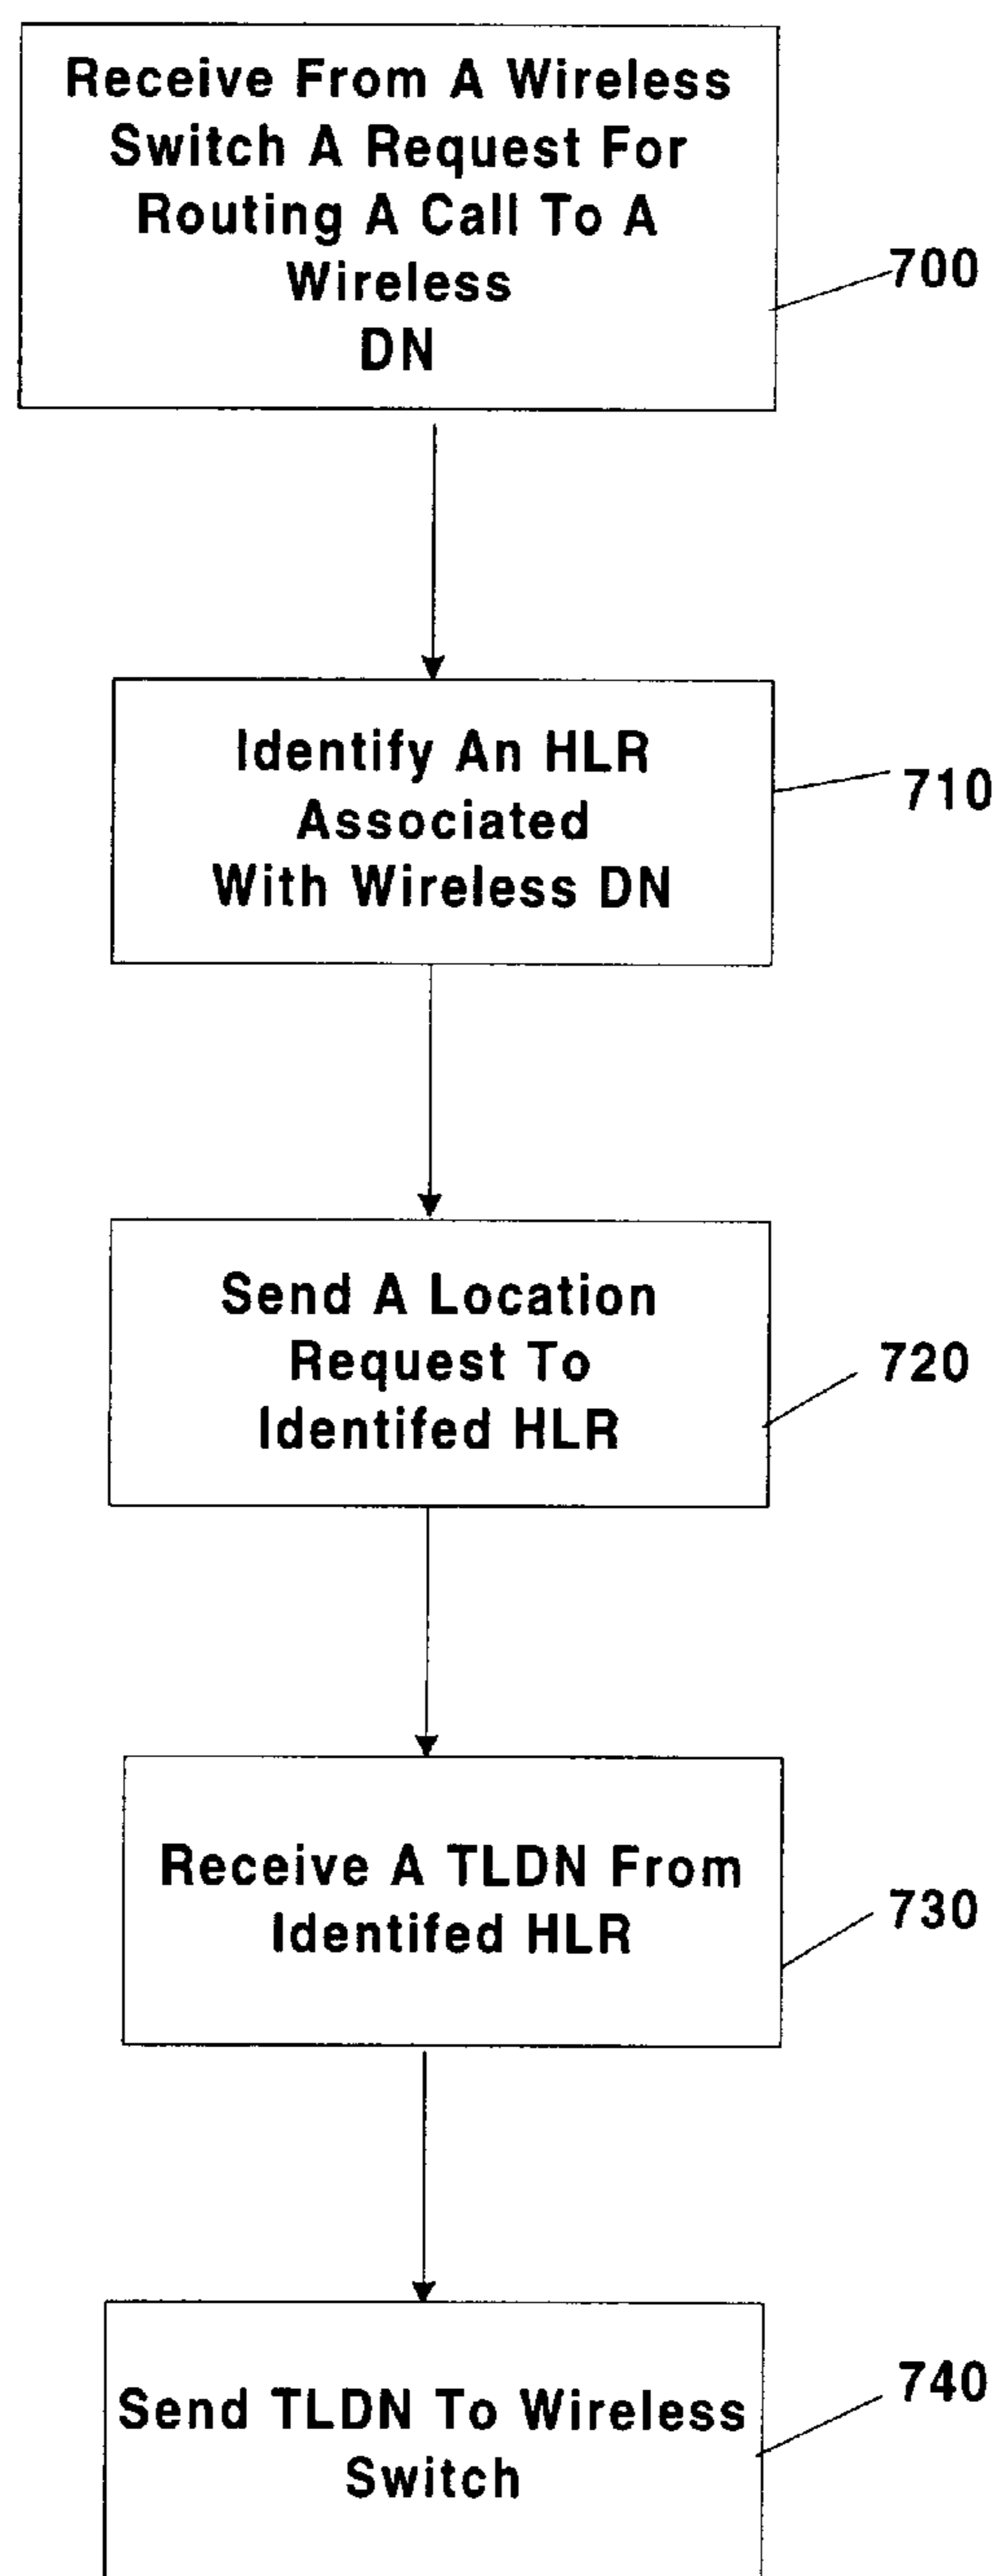 Receive From A Wireless
Switch A Request For
Routing A Call To A
Wireless
DN
700
Identify An HLR
Associated
With Wireless DN
710
Send A Location
Request To
Identifed HLR
720
Receive A TLDN From
Identifed HLR
730
Send TLDN To Wireless
Switch
740